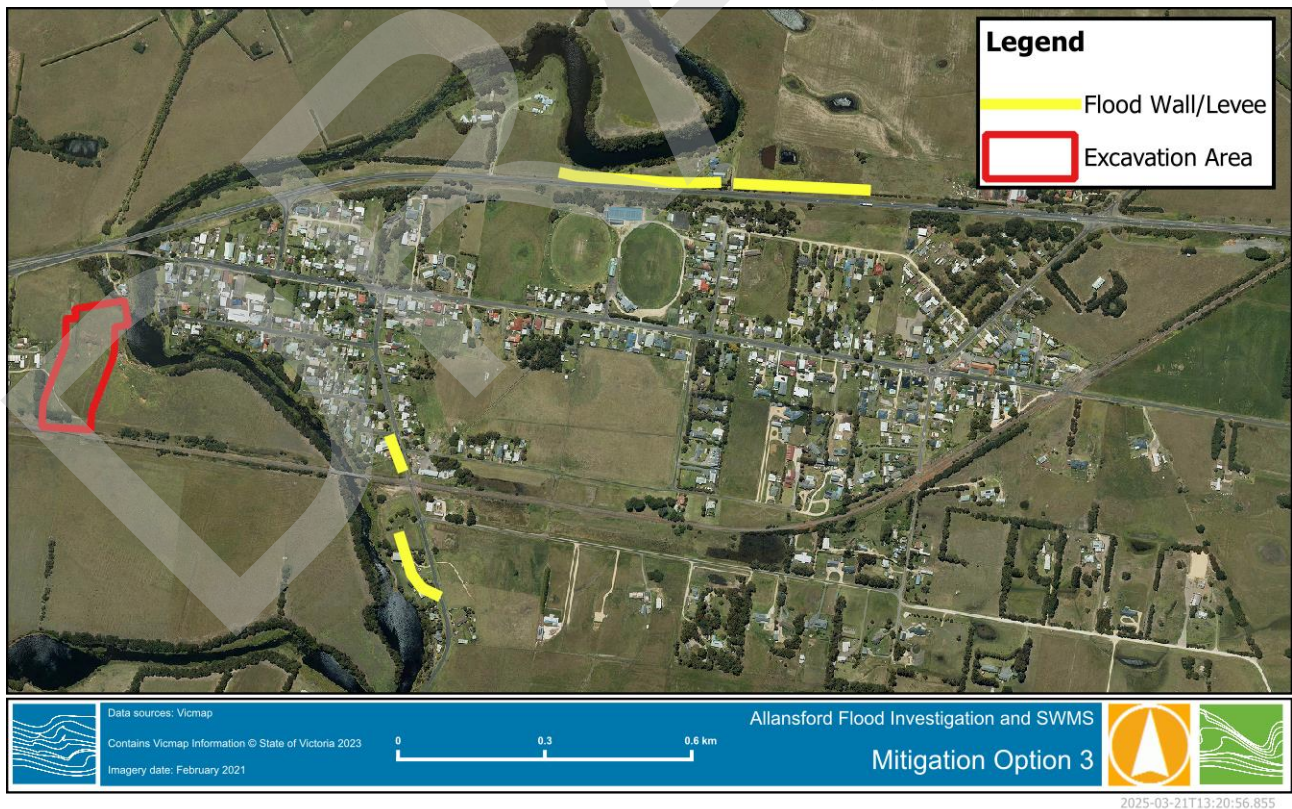 Legend
Flood Wall/Levee
Excavation Area
Data sources: Vicmap
Contains Vicmap Information © State of Victoria 2023
Imagery date: February 2021
0 0.3 0.6 km
Allansford Flood Investigation and SWMS
Mitigation Option 3
2025-03-21T13:20:56.855